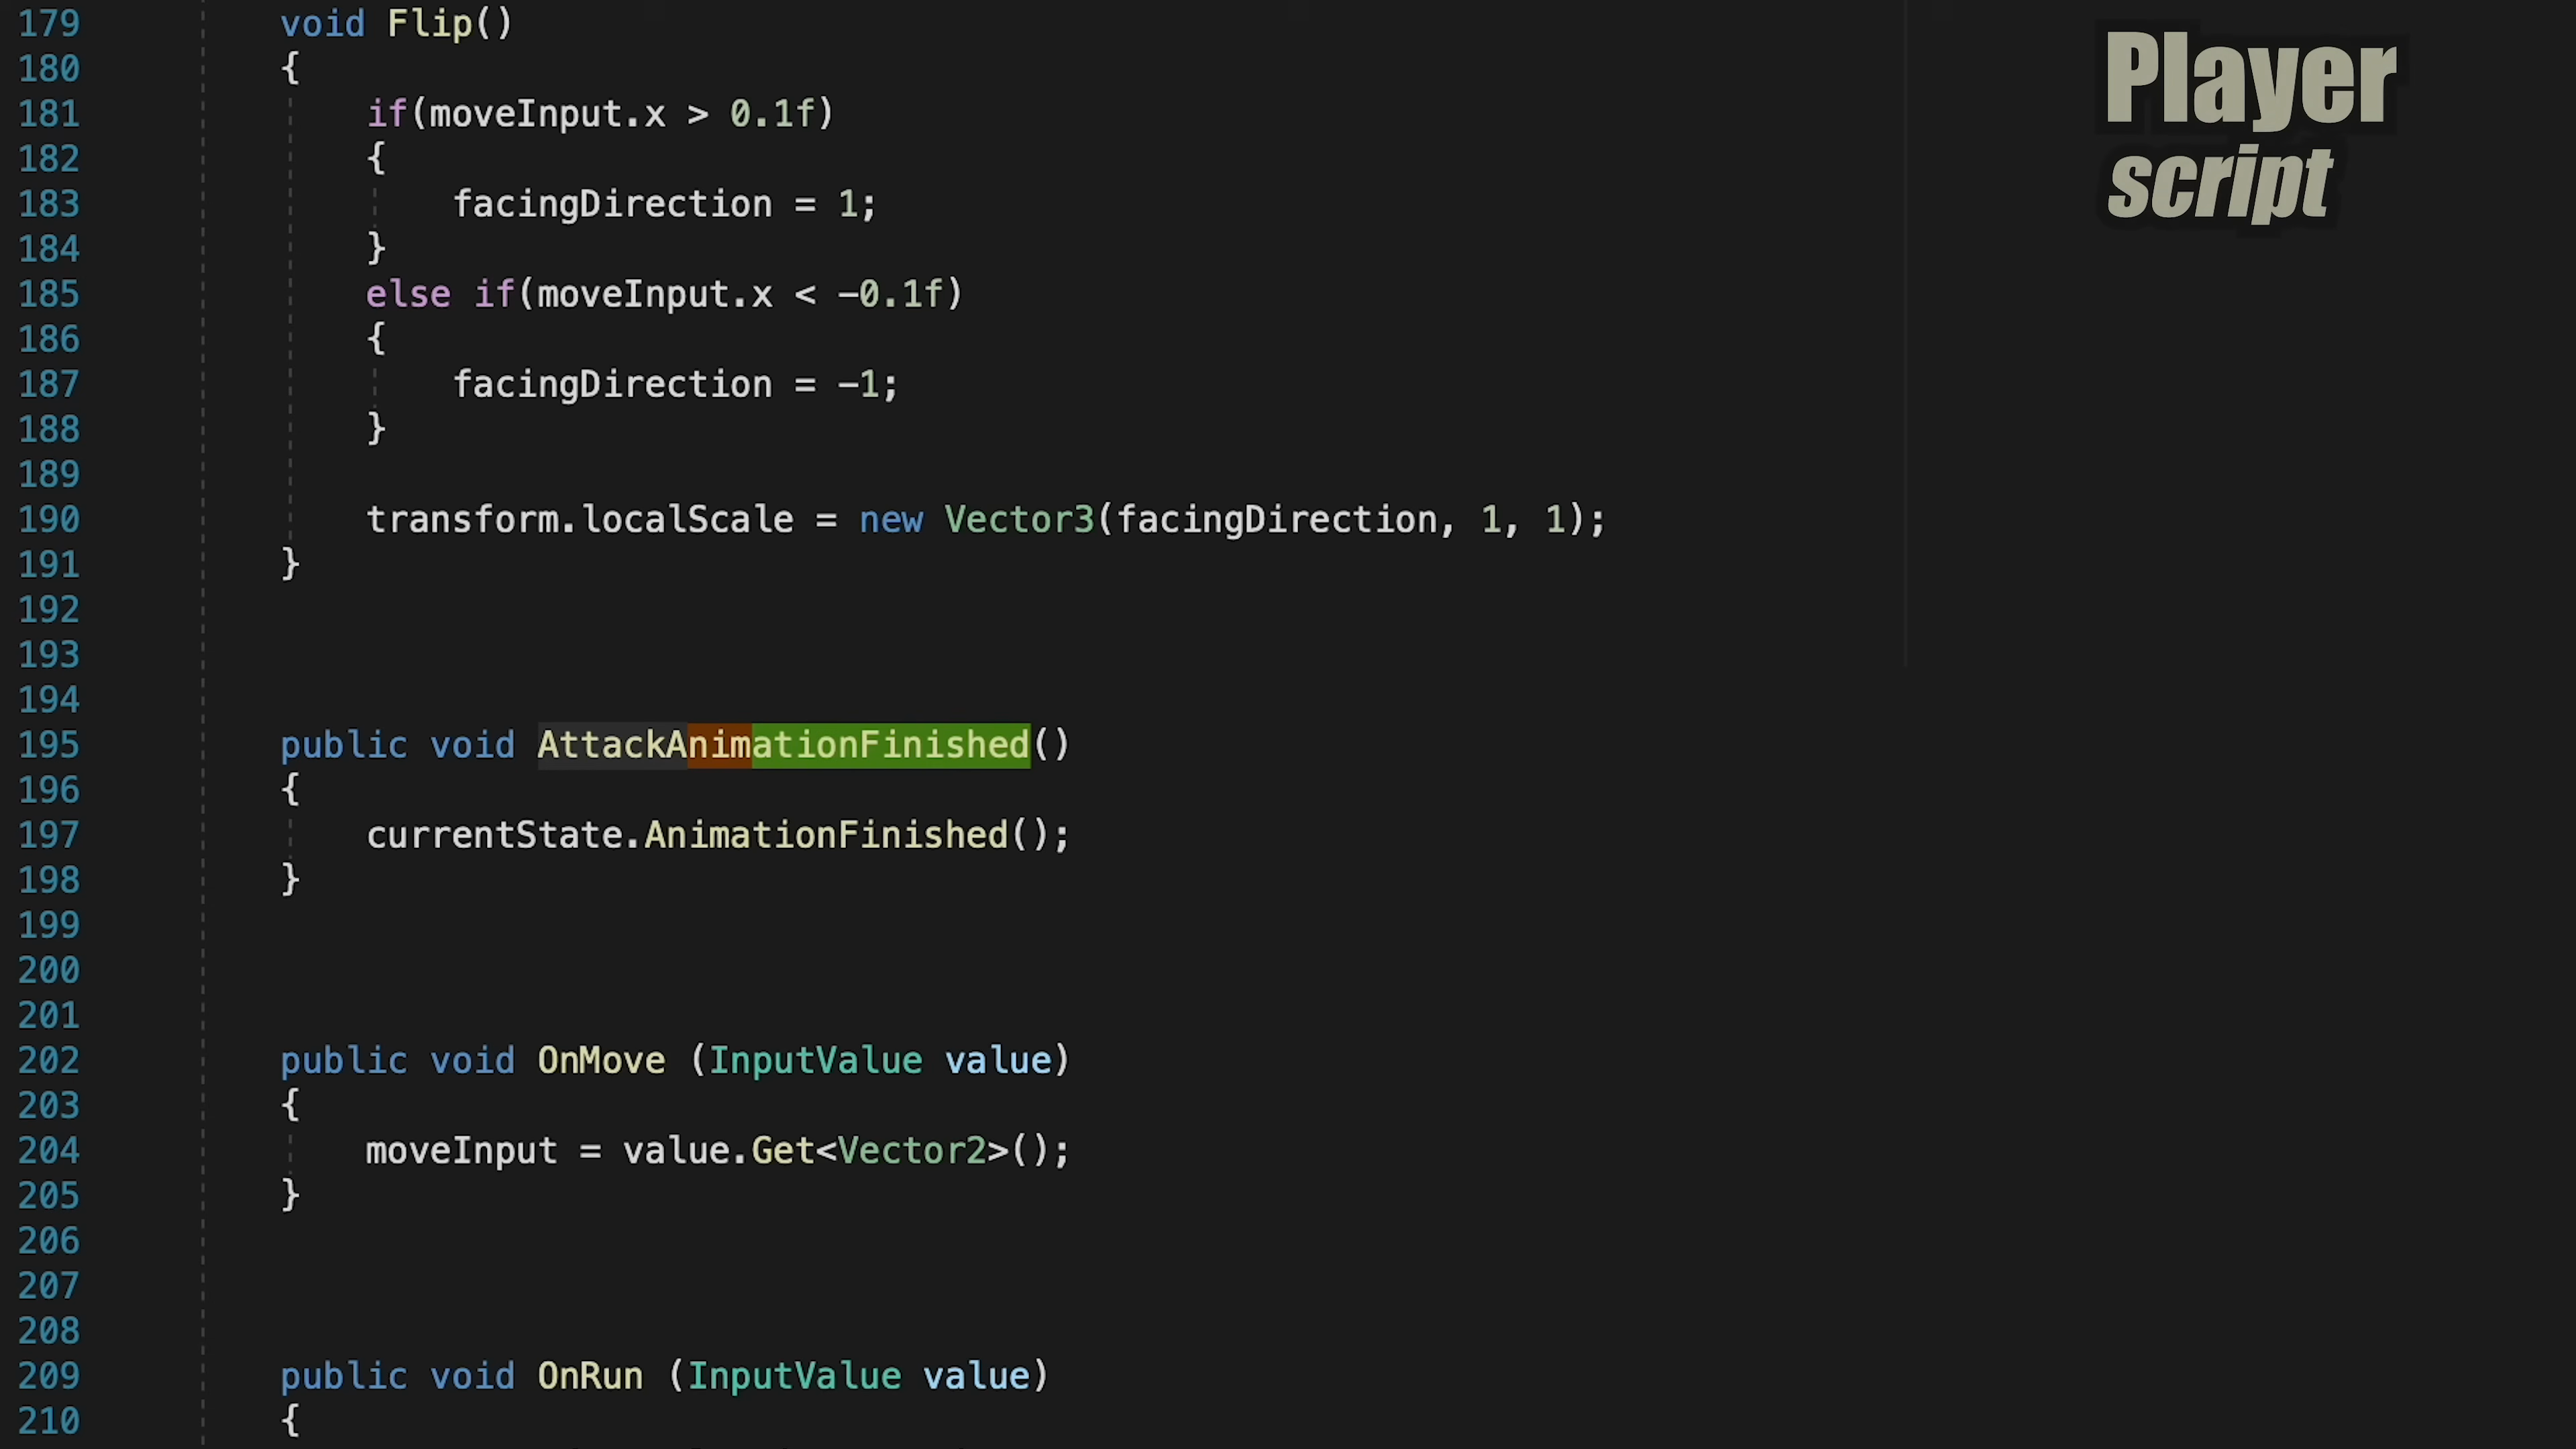 179 void Flip()
180 {
181 if(moveInput.x > 0.1f)
182 {
183 facingDirection = 1;
184 }
185 else if(moveInput.x < -0.1f)
186 {
187 facingDirection = -1;
188 }
189
190 transform.localScale = new Vector3(facingDirection, 1, 1);
191 }
192
193
194
195 public void AttackAnimationFinished()
196 {
197 currentState.AnimationFinished();
198 }
199
200
201
202 public void OnMove (InputValue value)
203 {
204 moveInput = value.Get<Vector2>();
205 }
206
207
208
209 public void OnRun (InputValue value)
210 {
Player
script